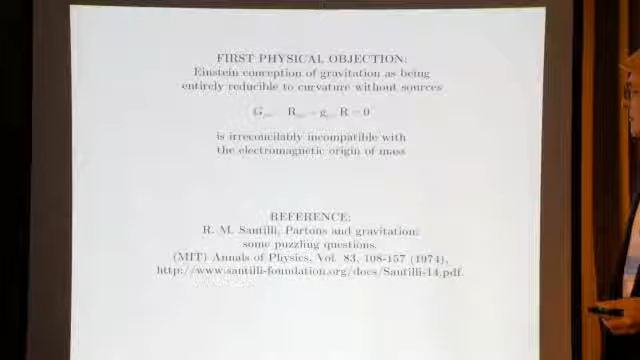 FIRST PHYSICAL OBJECTION:
Einstein conception of gravitation as being
entirely reducible to curvature without sources
G R - g R = 0
is irreconcilably incompatible with
the electromagnetic origin of mass
REFERENCE:
R. M. Santilli, Partons and gravitation:
some puzzling questions,
(MIT) Annals of Physics, Vol. 83, 108-157 (1974),
http://www.santilli-foundation.org/docs/Santilli-14.pdf.